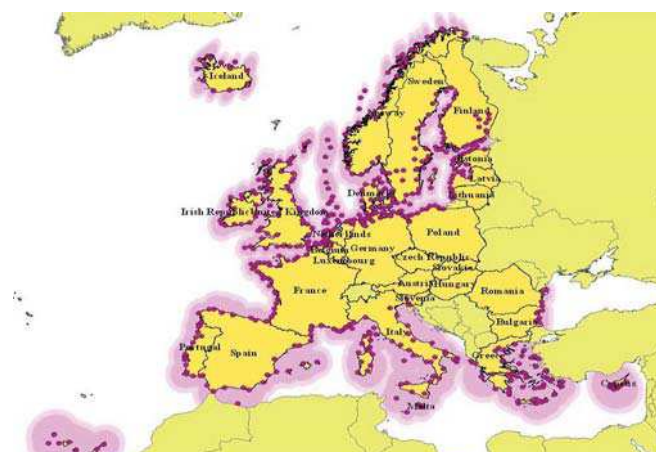 Iceland
Sweden
Norway
Finland
Estonia
Latvia
Lithuania
Denmark
Irish Republic
United Kingdom
Netherlands
Belgium
Luxembourg
Germany
Poland
Czech Republic
Slovakia
Austria
Hungary
Slovenia
France
Romania
Bulgaria
Italy
Portugal
Spain
Greece
Malta
Cyprus